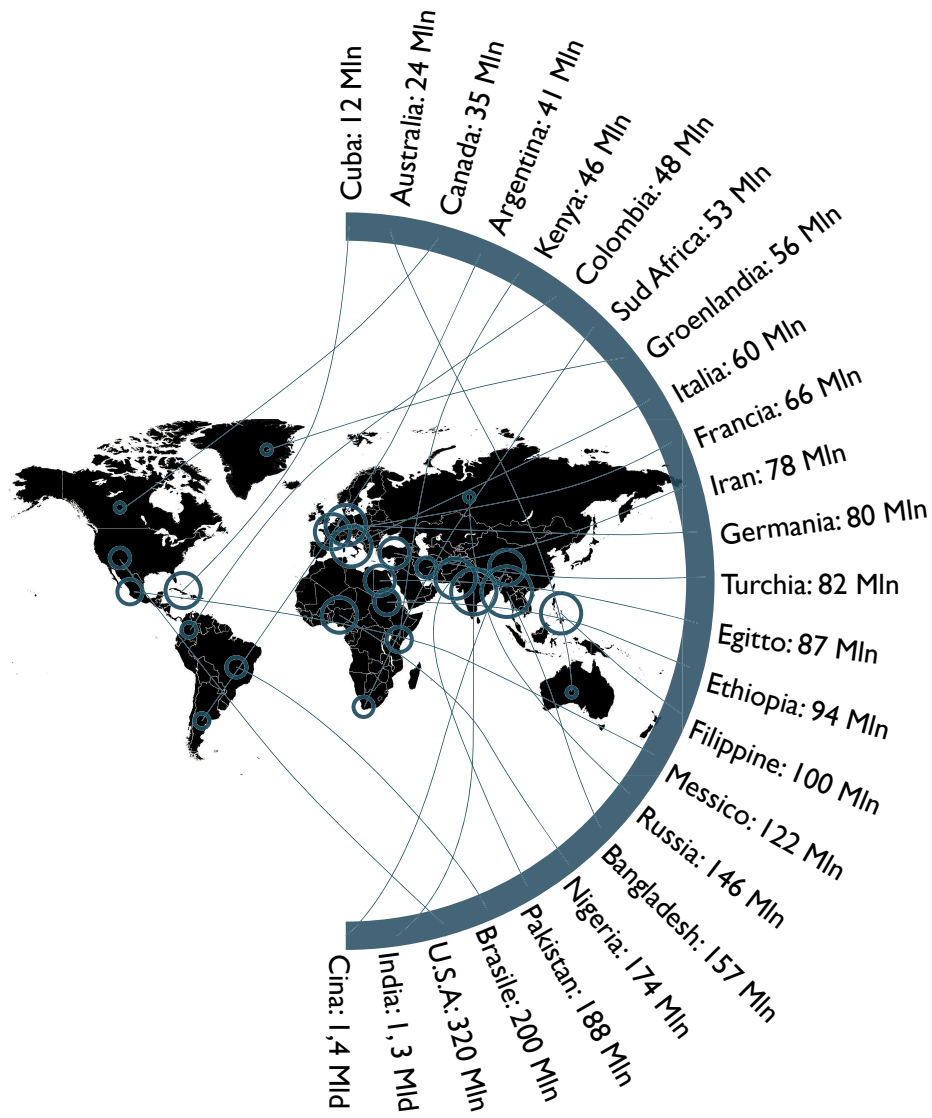 Cuba: 12 Mln
Australia: 24 Mln
Canada: 35 Mln
Argentina: 41 Mln
Kenya: 46 Mln
Colombia: 48 Mln
Sud Africa: 53 Mln
Groenlandia: 56 Mln
Italia: 60 Mln
Francia: 66 Mln
Iran: 78 Mln
Germania: 80 Mln
Turchia: 82 Mln
Egitto: 87 Mln
Ethiopia: 94 Mln
Filippine: 100 Mln
Messico: 122 Mln
Russia: 146 Mln
Bangladesh: 157 Mln
Nigeria: 174 Mln
Pakistan: 188 Mln
Brasile: 200 Mln
U.S.A: 320 Mln
India: 1,3 Mld
Cina: 1,4 Mld